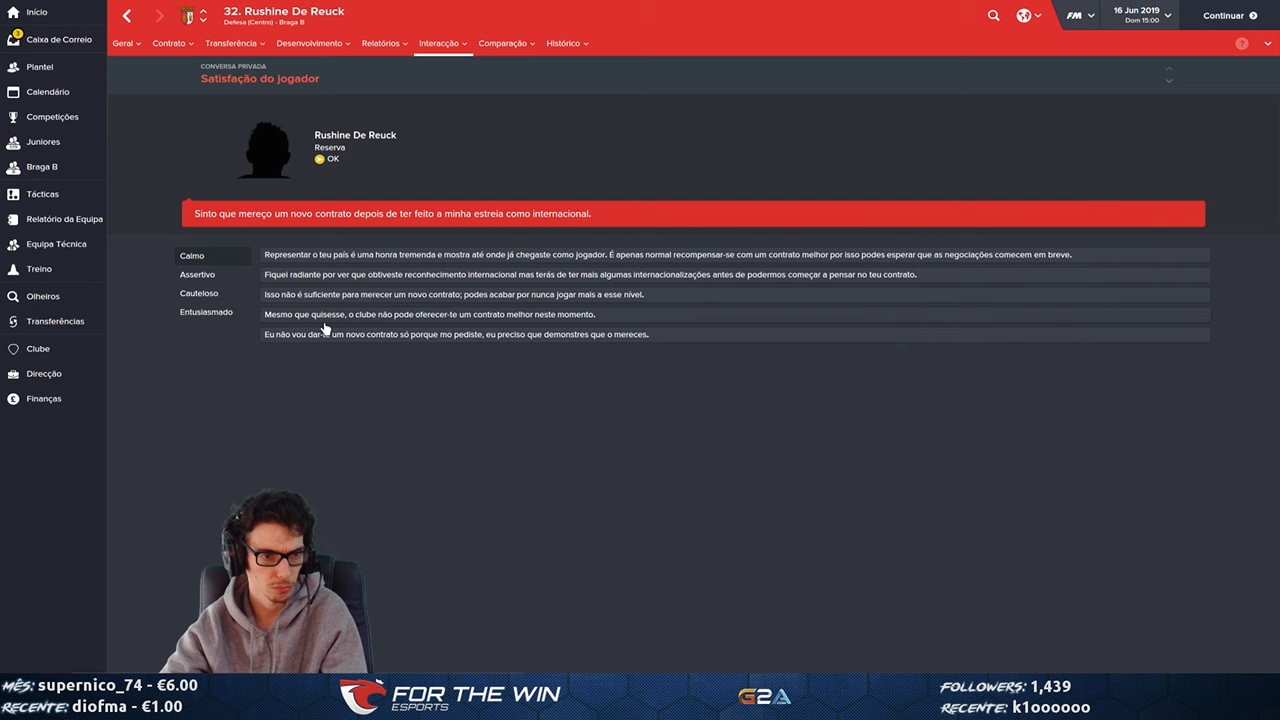 Início
3
Caixa de Correio
Plantel
Calendário
Competições
Juniores
Braga B
Tácticas
Relatório da Equipa
Equipa Técnica
Treino
Olheiros
Transferências
Clube
Direcção
Finanças
32. Rushine De Reuck
Defesa (Centro) - Braga B
FM
16 Jun 2019
Dom 15:00
Continuar
Geral
Contrato
Transferência
Desenvolvimento
Relatórios
Interacção
Comparação
Histórico
?
CONVERSA PRIVADA
Satisfação do jogador
Rushine De Reuck
Reserva
OK
Sinto que mereço um novo contrato depois de ter feito a minha estreia como internacional.
Calmo
Assertivo
Cauteloso
Entusiasmado
Representar o teu país é uma honra tremenda e mostra até onde já chegaste como jogador. É apenas normal recompensar-se com um contrato melhor por isso podes esperar que as negociações comecem em breve.
Fiquei radiante por ver que obtiveste reconhecimento internacional mas terás de ter mais algumas internacionalizações antes de podermos começar a pensar no teu contrato.
Isso não é suficiente para merecer um novo contrato; podes acabar por nunca jogar mais a esse nível.
Mesmo que quisesse, o clube não pode oferecer-te um contrato melhor neste momento.
Eu não vou dar-te um novo contrato só porque mo pediste, eu preciso que demonstres que o mereces.
MÊS: supernico_74 - €6.00
RECENTE: diofma - €1.00
FOR THE WIN
ESPORTS
G2A.COM
FOLLOWERS: 1,439
RECENTE: k1oooooo